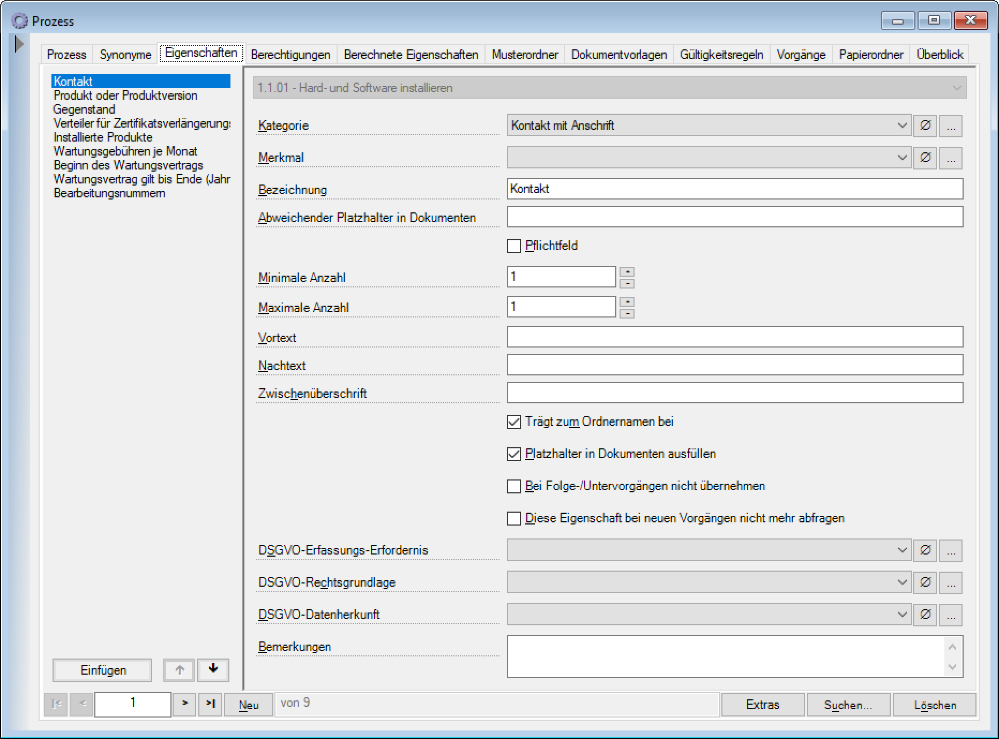 Prozess
Prozess Synonyme Eigenschaften Berechtigungen Berechnete Eigenschaften Musterordner Dokumentvorlagen Gültigkeitsregeln Vorgänge Papierordner Überblick
Kontakt
Produkt oder Produktversion
Gegenstand
Verteiler für Zertifikatsverlängerung
Installierte Produkte
Wartungsgebühren je Monat
Beginn des Wartungsvertrags
Wartungsvertrag gilt bis Ende (Jahr
Bearbeitungsnummern
1.1.01 - Hard- und Software installieren
Kategorie Kontakt mit Anschrift ∅ ...
Merkmal ∅ ...
Bezeichnung Kontakt
Abweichender Platzhalter in Dokumenten
Pflichtfeld
Minimale Anzahl 1
Maximale Anzahl 1
Vortext
Nachtext
Zwischenüberschrift
Trägt zum Ordnernamen bei
Platzhalter in Dokumenten ausfüllen
Bei Folge-/Untervorgängen nicht übernehmen
Diese Eigenschaft bei neuen Vorgängen nicht mehr abfragen
DSGVO-Erfassungs-Erfordernis ∅ ...
DSGVO-Rechtsgrundlage ∅ ...
DSGVO-Datenherkunft ∅ ...
Bemerkungen
Einfügen
|< < 1 > >| Neu von 9 Extras Suchen... Löschen